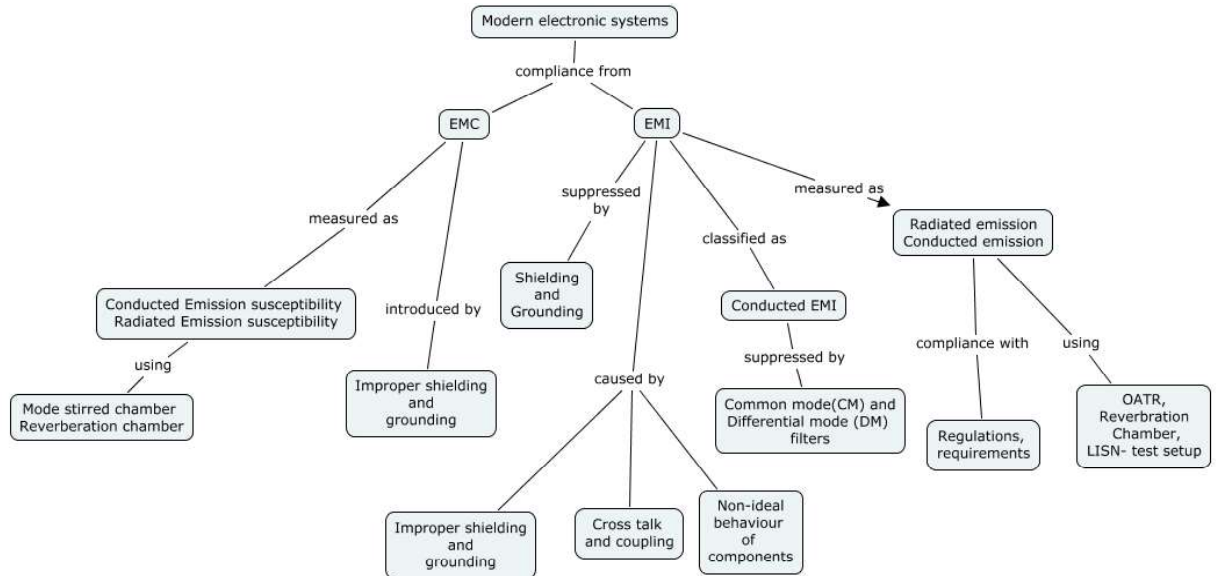 Modern electronic systems
compliance from
EMC
EMI
suppressed
by
measured as
measured as
classified as
Radiated emission
Conducted emission
Shielding
and
Grounding
Conducted Emission susceptibility
Radiated Emission susceptibility
introduced by
Conducted EMI
using
compliance with
using
suppressed by
Improper shielding
and
grounding
caused by
Mode stirred chamber
Reverberation chamber
Common mode(CM) and
Differential mode (DM)
filters
Regulations,
requirements
OATR,
Reverbration
Chamber,
LISN- test setup
Improper shielding
and
grounding
Cross talk
and coupling
Non-ideal
behaviour
of
components